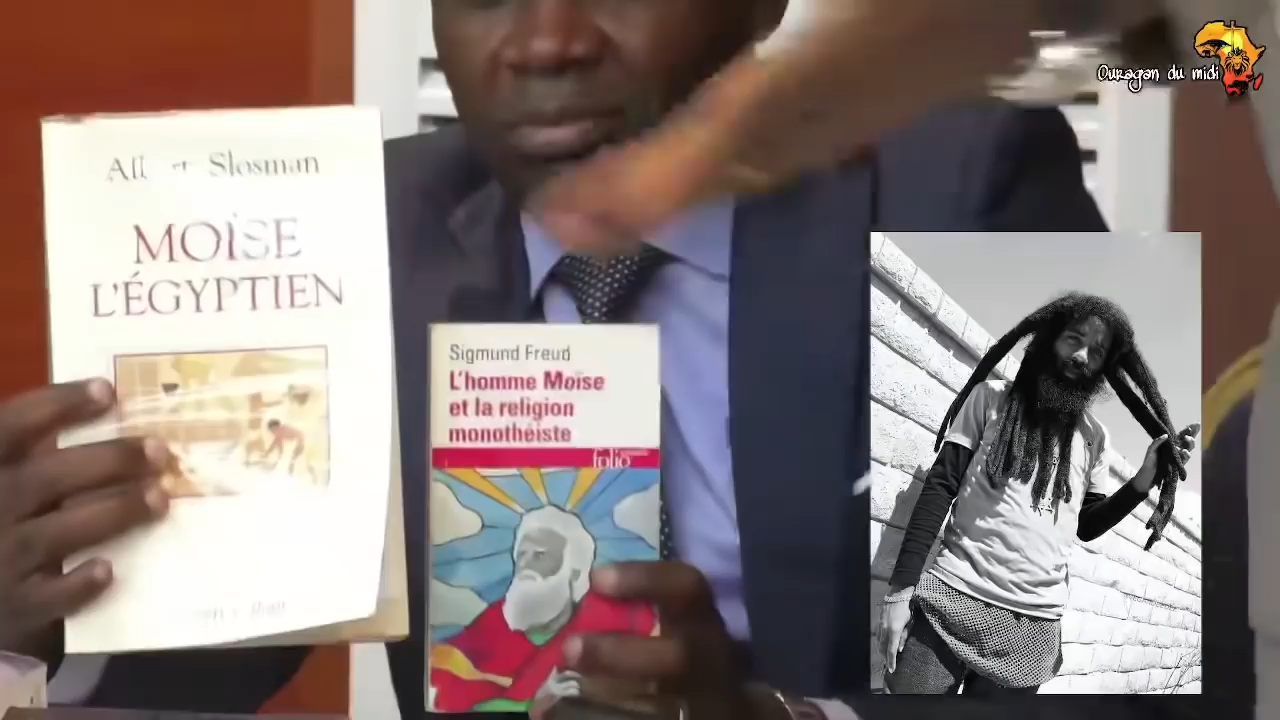 Slosman
MOÏSE
L'ÉGYPTIEN
Sigmund Freud
L'homme Moïse
et la religion
monothéiste
folio
Ouragan du midi